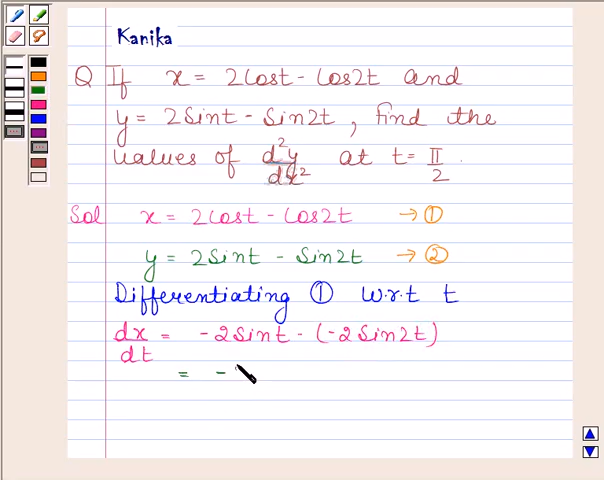 Kanika
Q If x = 2Cost - Cos2t and
y = 2Sint - Sin2t , find the
values of d²y/dx² at t = π/2
Sol x = 2Cost - Cos2t → ①
y = 2Sint - Sin2t → ②
Differentiating ① w.r.t t
dx/dt = -2Sint - (-2Sin2t)
= -